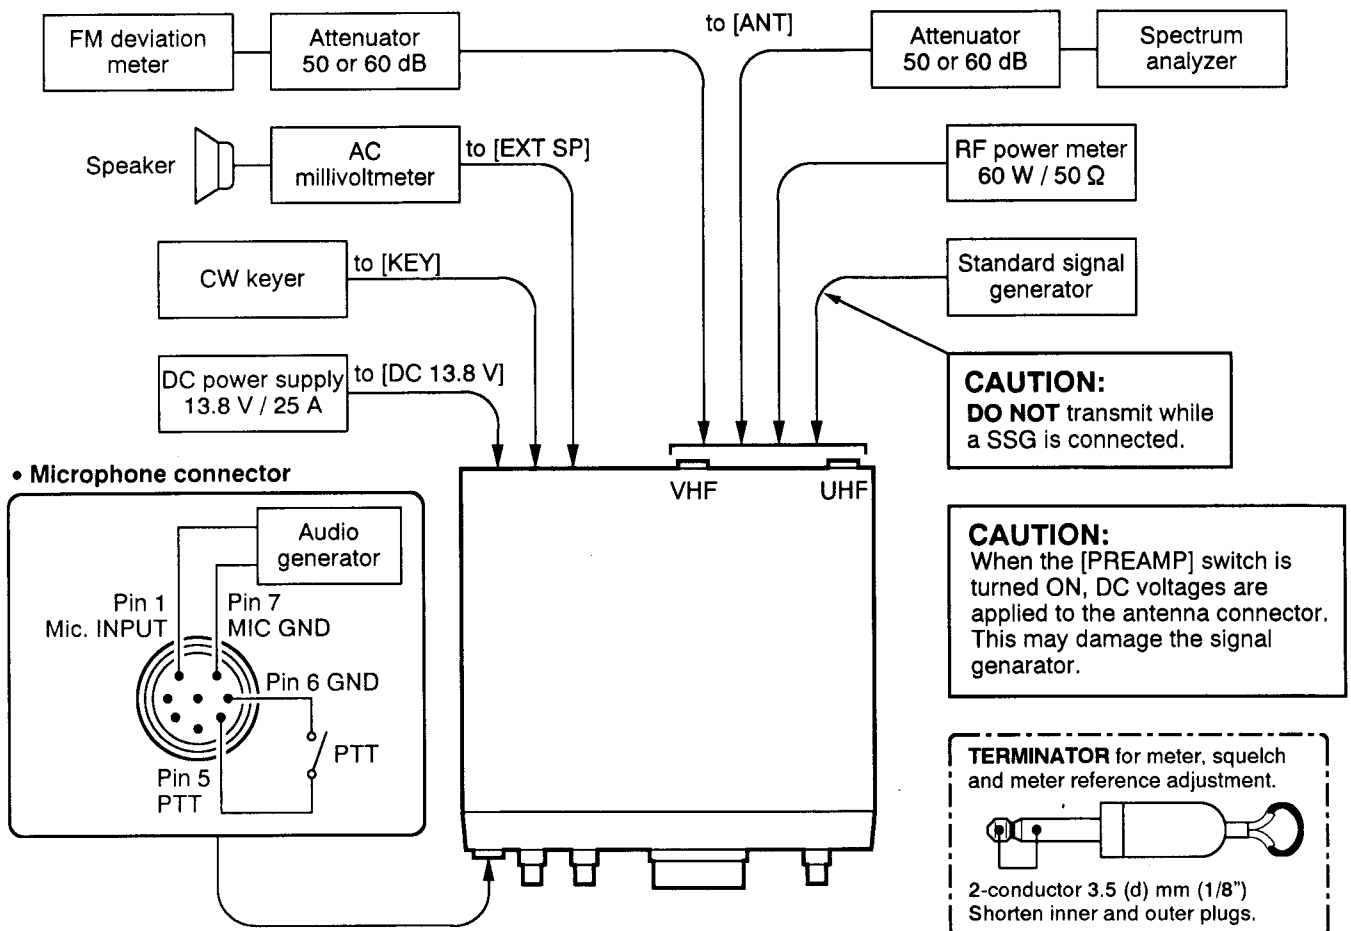 FM deviation
meter
Attenuator
50 or 60 dB
to [ANT]
Attenuator
50 or 60 dB
Spectrum
analyzer
Speaker
AC
millivoltmeter
to [EXT SP]
RF power meter
60 W / 50 Ω
CW keyer
to [KEY]
Standard signal
generator
DC power supply
13.8 V / 25 A
to [DC 13.8 V]
CAUTION:
DO NOT transmit while
a SSG is connected.
• Microphone connector
VHF
UHF
Audio
generator
Pin 1
Mic. INPUT
Pin 7
MIC GND
Pin 6 GND
PTT
Pin 5
PTT
CAUTION:
When the [PREAMP] switch is
turned ON, DC voltages are
applied to the antenna connector.
This may damage the signal
genarator.
TERMINATOR for meter, squelch
and meter reference adjustment.
2-conductor 3.5 (d) mm (1/8")
Shorten inner and outer plugs.